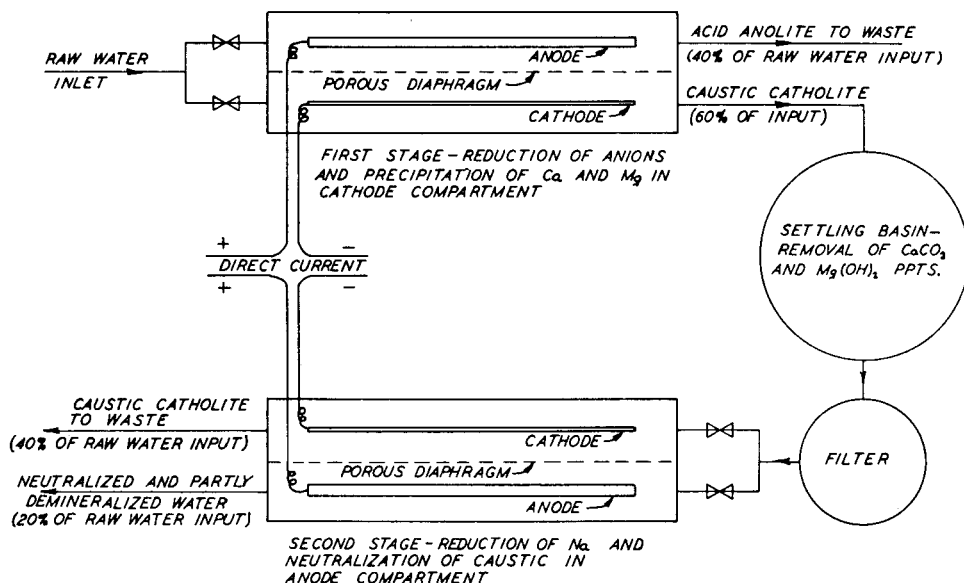 RAW WATER
INLET
ANODE
POROUS DIAPHRAGM
CATHODE
ACID ANOLITE TO WASTE
(40% OF RAW WATER INPUT)
CAUSTIC CATHOLITE
(60% OF INPUT)
FIRST STAGE-REDUCTION OF ANIONS
AND PRECIPITATION OF Ca AND Mg IN
CATHODE COMPARTMENT
SETTLING BASIN-
REMOVAL OF CaCO3
AND Mg(OH)2 PPTS.
+ −
DIRECT CURRENT
+ −
CAUSTIC CATHOLITE
TO WASTE
(40% OF RAW WATER INPUT)
NEUTRALIZED AND PARTLY
DEMINERALIZED WATER
(20% OF RAW WATER INPUT)
CATHODE
POROUS DIAPHRAGM
ANODE
FILTER
SECOND STAGE-REDUCTION OF Na AND
NEUTRALIZATION OF CAUSTIC IN
ANODE COMPARTMENT